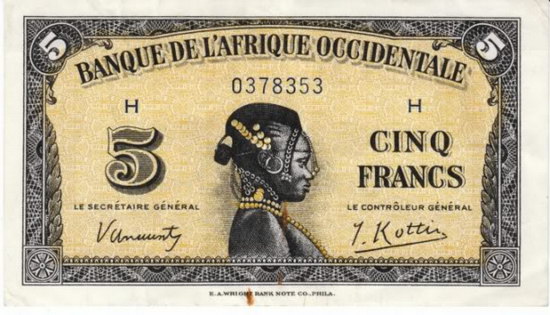 5 5
BANQUE DE L'AFRIQUE OCCIDENTALE
0378353
H H
5
CINQ
FRANCS
LE SECRÉTAIRE GÉNÉRAL
LE CONTRÔLEUR GÉNÉRAL
E.A.WRIGHT BANK NOTE CO., PHILA.